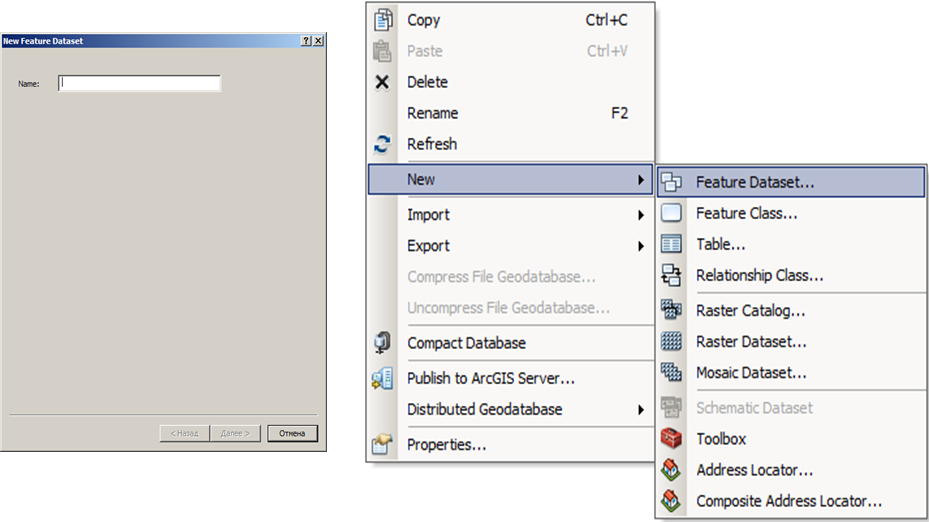 New Feature Dataset
Name:
< Назад
Далее >
Отмена
Copy Ctrl+C
Paste Ctrl+V
Delete
Rename F2
Refresh
New
Import
Export
Compress File Geodatabase...
Uncompress File Geodatabase...
Compact Database
Publish to ArcGIS Server...
Distributed Geodatabase
Properties...
Feature Dataset...
Feature Class...
Table...
Relationship Class...
Raster Catalog...
Raster Dataset...
Mosaic Dataset...
Schematic Dataset
Toolbox
Address Locator...
Composite Address Locator...